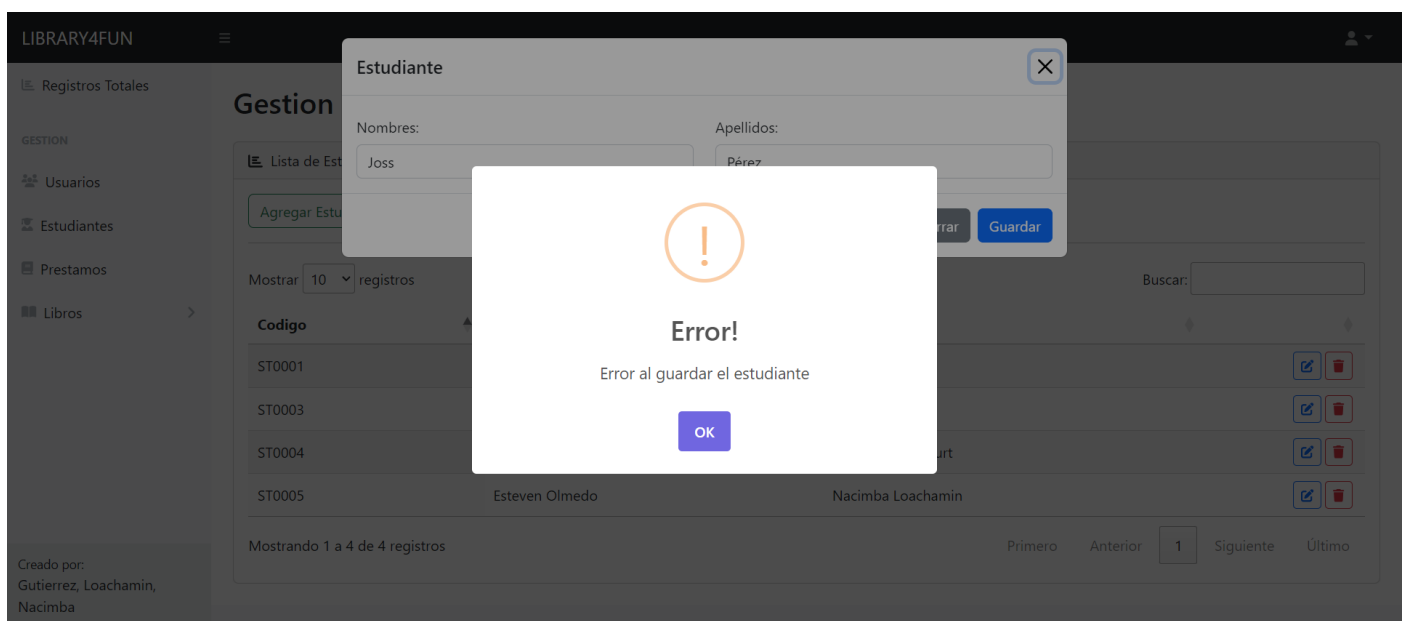 LIBRARY4FUN
Registros Totales
GESTION
Usuarios
Estudiantes
Prestamos
Libros
Creado por:
Gutierrez, Loachamin,
Nacimba
Gestion
Lista de Est
Agregar Estu
Estudiante
Nombres:
Apellidos:
Joss
Pérez
Guardar
Error!
Error al guardar el estudiante
OK
Mostrar 10 registros
Buscar:
Codigo
ST0001
ST0003
ST0004
ST0005 Esteven Olmedo Nacimba Loachamin
Mostrando 1 a 4 de 4 registros
Primero Anterior 1 Siguiente Último